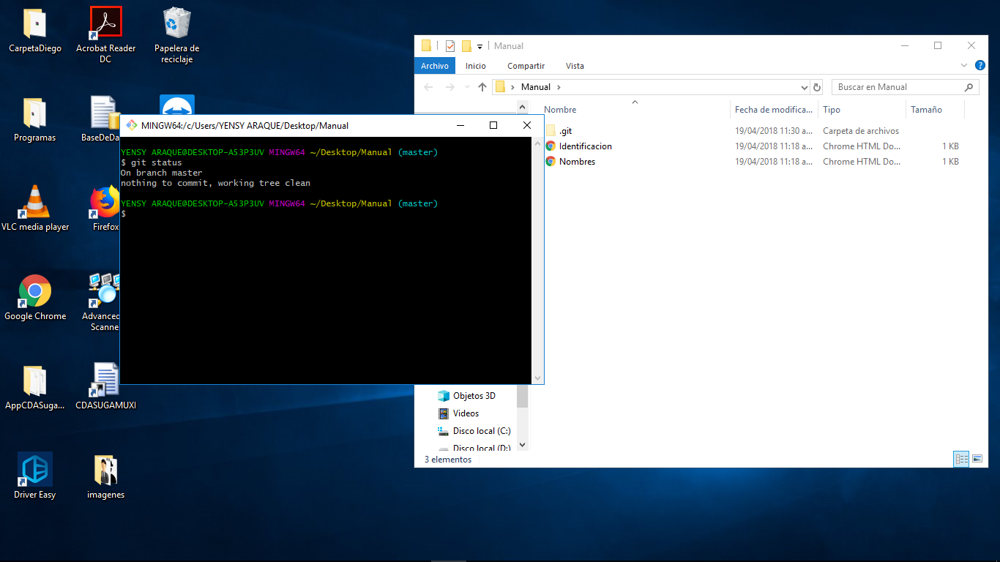 CarpetaDiego
Acrobat Reader
DC
Papelera de
reciclaje
Programas
BaseDeDa
VLC media player
Firefox
Google Chrome
Advanced
Scanne
AppCDASuga...
CDASUGAMUXI
Driver Easy
imagenes
MINGW64:/c/Users/YENSY ARAQUE/Desktop/Manual
YENSY ARAQUE@DESKTOP-A53P3UV MINGW64 ~/Desktop/Manual (master)
$ git status
On branch master
nothing to commit, working tree clean
YENSY ARAQUE@DESKTOP-A53P3UV MINGW64 ~/Desktop/Manual (master)
$
Manual
Archivo Inicio Compartir Vista
Manual
Buscar en Manual
Nombre Fecha de modifica... Tipo Tamaño
.git 19/04/2018 11:30 a... Carpeta de archivos
Identificacion 19/04/2018 11:18 a... Chrome HTML Do... 1 KB
Nombres 19/04/2018 11:18 a... Chrome HTML Do... 1 KB
Objetos 3D
Videos
Disco local (C:)
Disco local (D:)
3 elementos